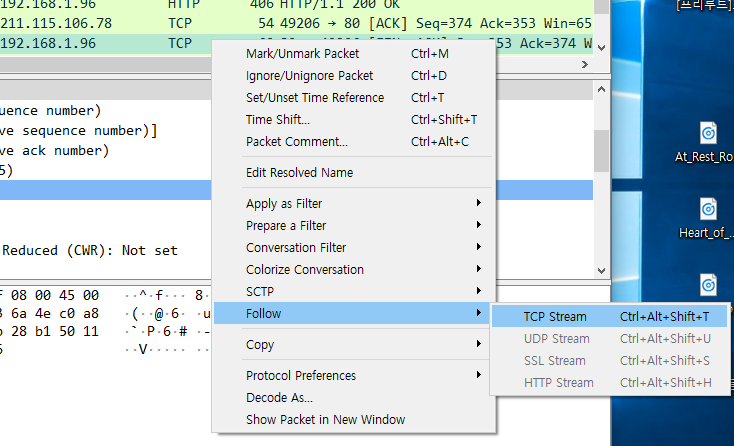 192.168.1.96 HTTP 406 HTTP/1.1 200 OK
211.115.106.78 TCP 54 49206 → 80 [ACK] Seq=374 Ack=353 Win=65
192.168.1.96 TCP 353 Ack=374 W
[프리루트]
Mark/Unmark Packet Ctrl+M
Ignore/Unignore Packet Ctrl+D
Set/Unset Time Reference Ctrl+T
Time Shift... Ctrl+Shift+T
Packet Comment... Ctrl+Alt+C
Edit Resolved Name
Apply as Filter
Prepare a Filter
Conversation Filter
Colorize Conversation
SCTP
Follow
Copy
Protocol Preferences
Decode As...
Show Packet in New Window
TCP Stream Ctrl+Alt+Shift+T
UDP Stream Ctrl+Alt+Shift+U
SSL Stream Ctrl+Alt+Shift+S
HTTP Stream Ctrl+Alt+Shift+H
uence number)
ve sequence number)]
ve ack number)
5)
Reduced (CWR): Not set
f 08 00 45 00 ··^·f···8·
6a 4e c0 a8 ·(·@·6··u
28 b1 50 11 ·`·P·6·#·-
At_Rest_Ro...
Heart_of_...